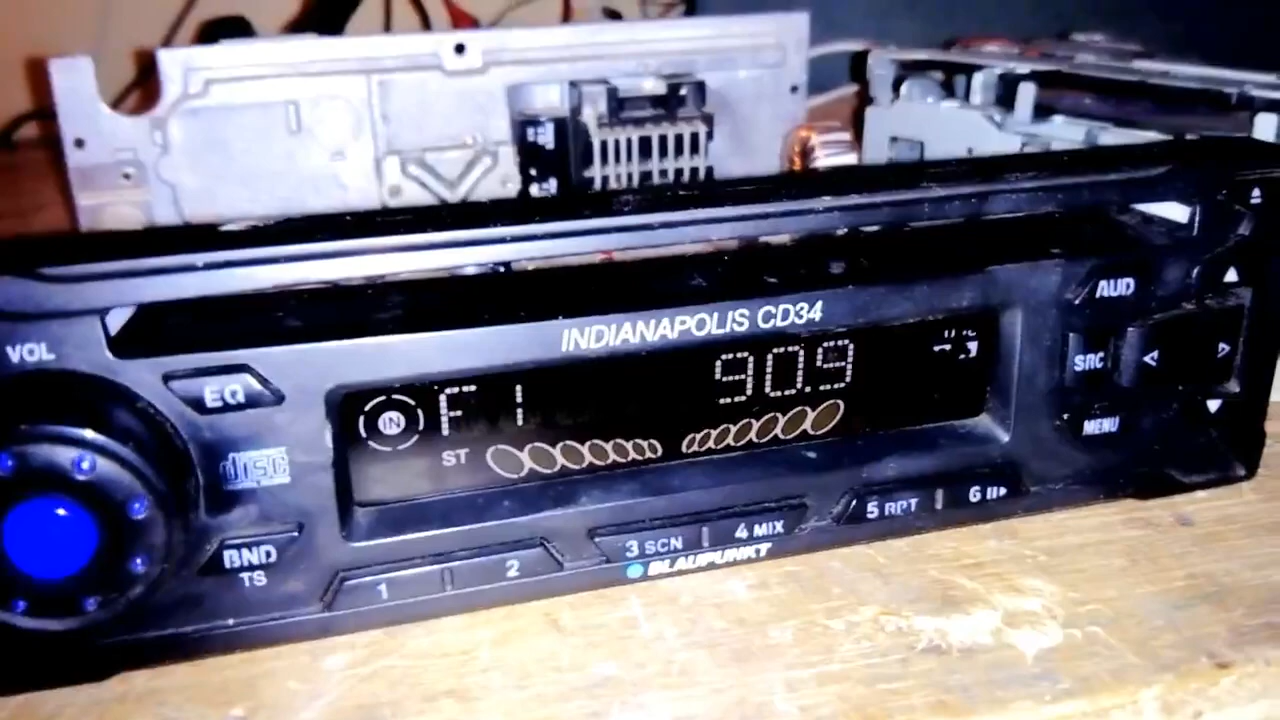 INDIANAPOLIS CD34
VOL
EQ
IN
F 1
90.9
ST
disc
AUD
SRC
MENU
BND
TS
1
2
3 SCN
4 MIX
5 RPT
6
BLAUPUNKT